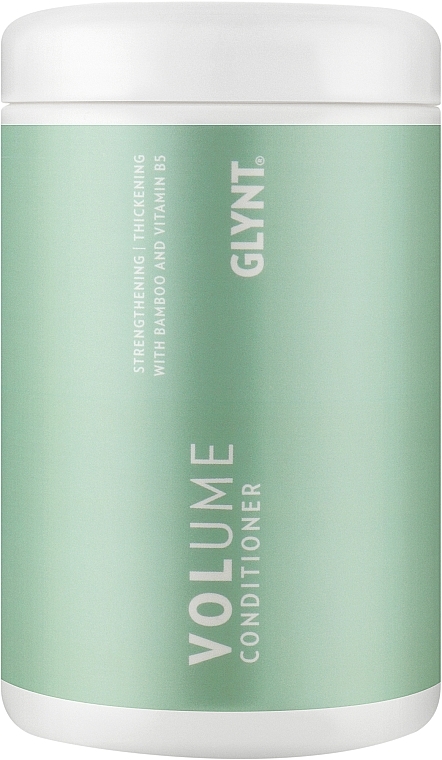 STRENGTHENING | THICKENING
WITH BAMBOO AND VITAMIN B5
GLYNT.®
VOLUME
CONDITIONER